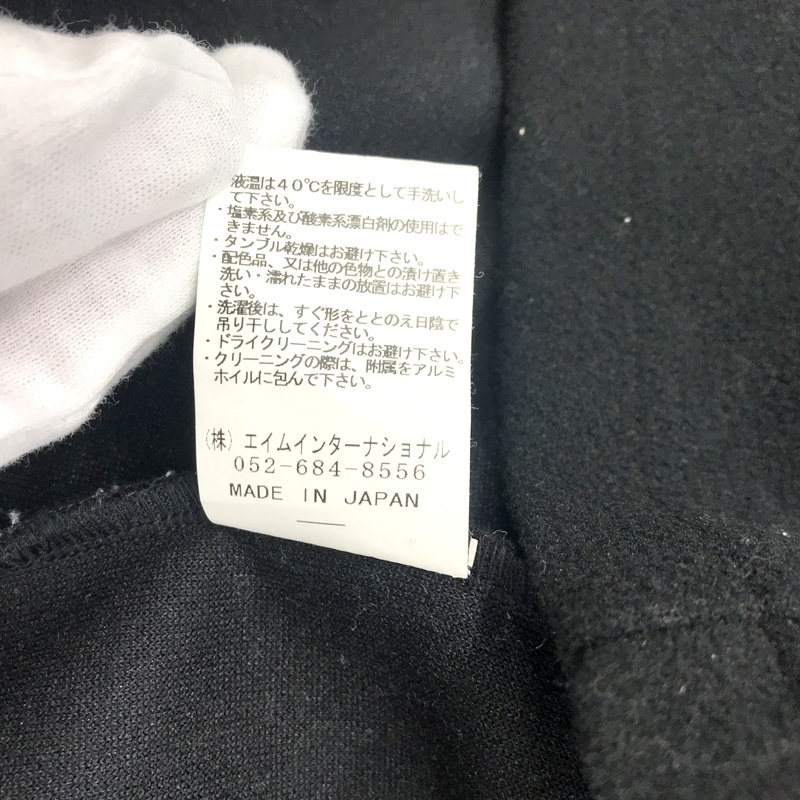 液温は40℃を限度として手洗いし
て下さい。
・塩素系及び酸素系漂白剤の使用はで
きません。
・タンブル乾燥はお避け下さい。
・配色品、又は他の色物との漬け置き
洗い・濡れたままの放置はお避け下
さい。
・洗濯後は、すぐ形をととのえ日陰で
吊り干ししてください。
・ドライクリーニングはお避け下さい。
・クリーニングの際は、附属をアルミ
ホイルに包んで下さい。
(株) エイムインターナショナル
052-684-8556
MADE IN JAPAN